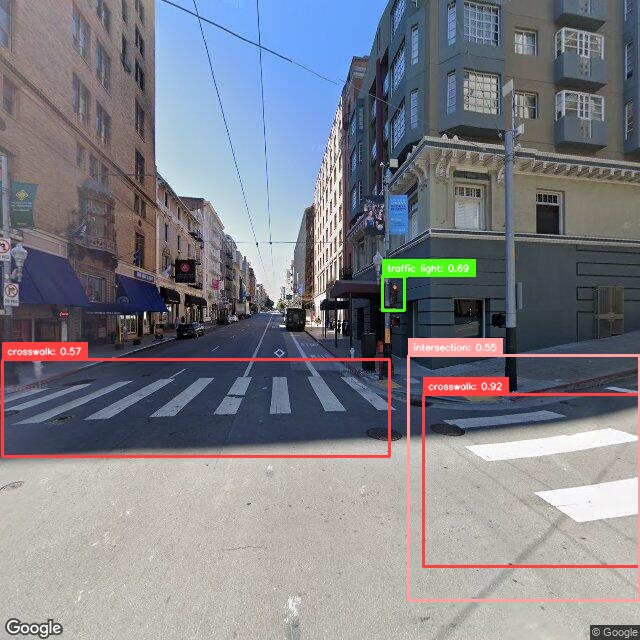 traffic light: 0.69
crosswalk: 0.57
intersection: 0.55
crosswalk: 0.92
Google
© Google